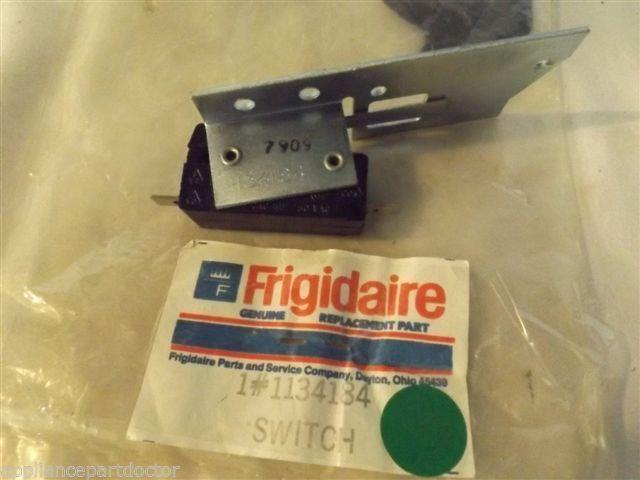 7909
F
Frigidaire
GENUINE REPLACEMENT PART
Frigidaire Parts and Service Company, Dayton, Ohio 45439
1#1134184
SWITCH
© appliancepartdoctor